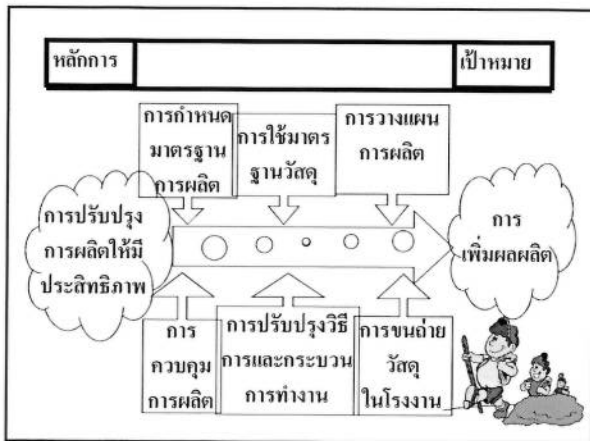 หลักการ
เป้าหมาย
การกำหนด
มาตรฐาน
การผลิต
การใช้มาตร
ฐานวัสดุ
การวางแผน
การผลิต
การปรับปรุง
การผลิตให้มี
ประสิทธิภาพ
การ
เพิ่มผลผลิต
การ
ควบคุม
การผลิต
การปรับปรุงวิธี
การและกระบวน
การทำงาน
การขนถ่าย
วัสดุ
ในโรงงาน